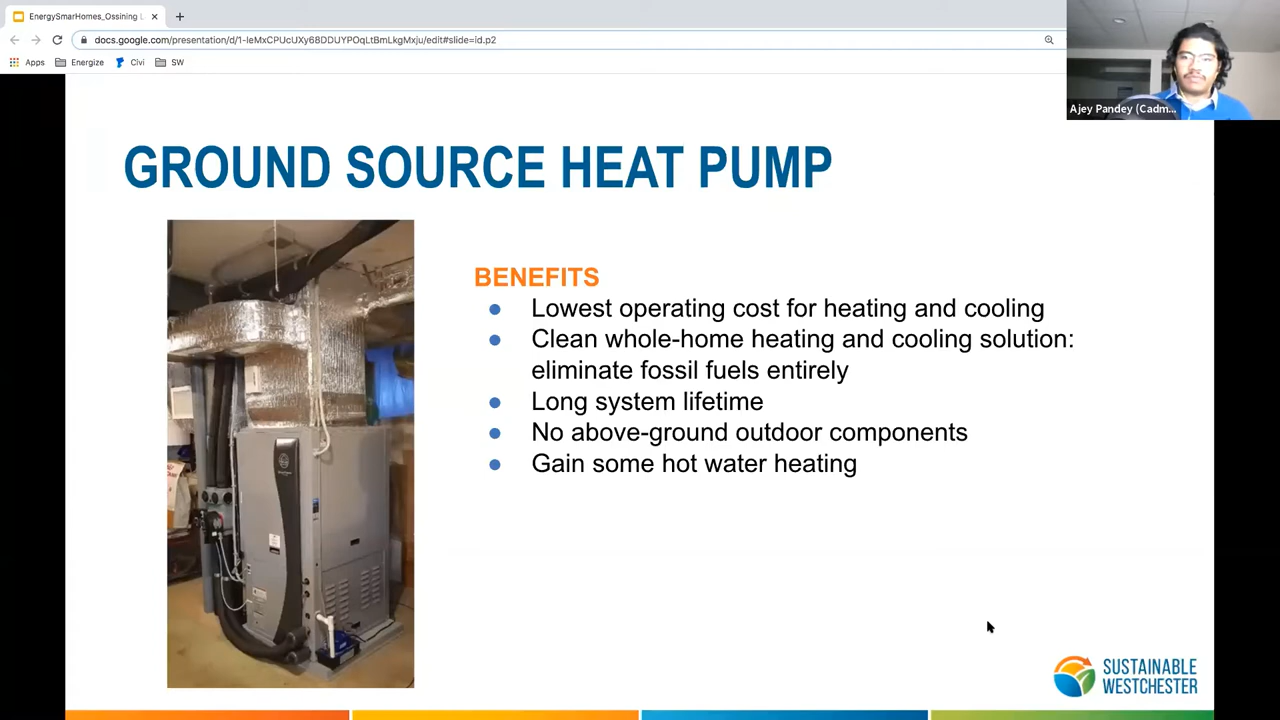 EnergySmarHomes_Ossining L
docs.google.com/presentation/d/1-IeMxCPUcUXy68DDUYPOqLtBmLkgMxju/edit#slide=id.p2
Apps
Energize
Civi
SW
Ajey Pandey (Cadm...
GROUND SOURCE HEAT PUMP
BENEFITS
Lowest operating cost for heating and cooling
Clean whole-home heating and cooling solution:
eliminate fossil fuels entirely
Long system lifetime
No above-ground outdoor components
Gain some hot water heating
SUSTAINABLE
WESTCHESTER